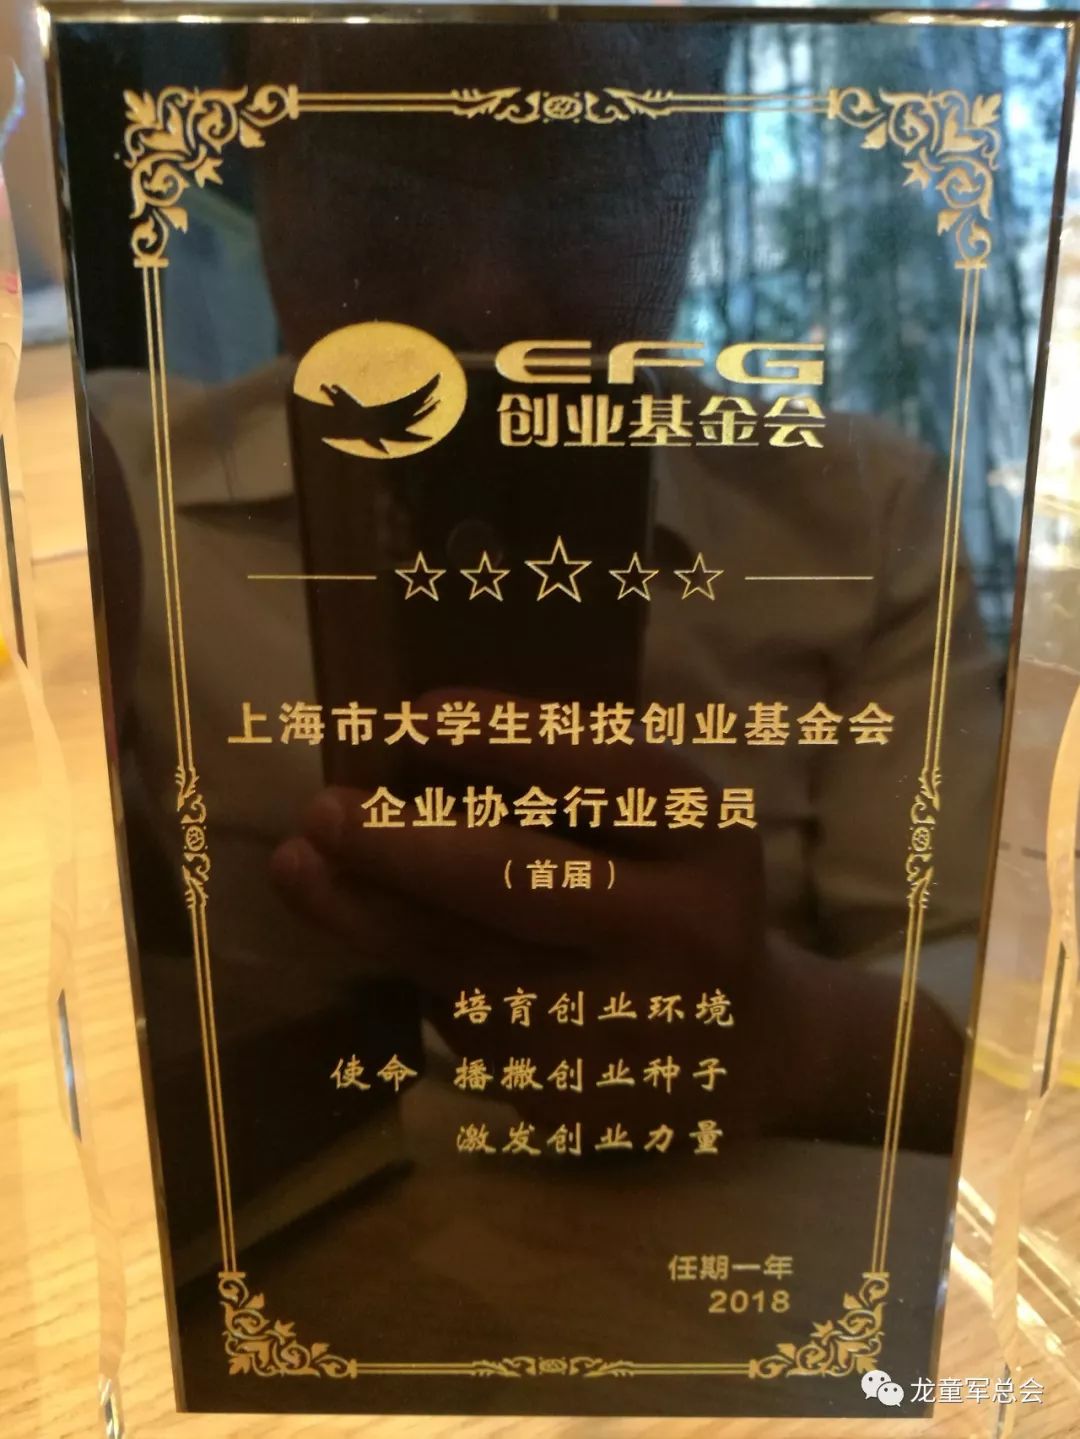 EFG
创业基金会
上海市大学生科技创业基金会
企业协会行业委员
（首届）
培育创业环境
使命 播撒创业种子
激发创业力量
任期一年
2018
龙童军总会